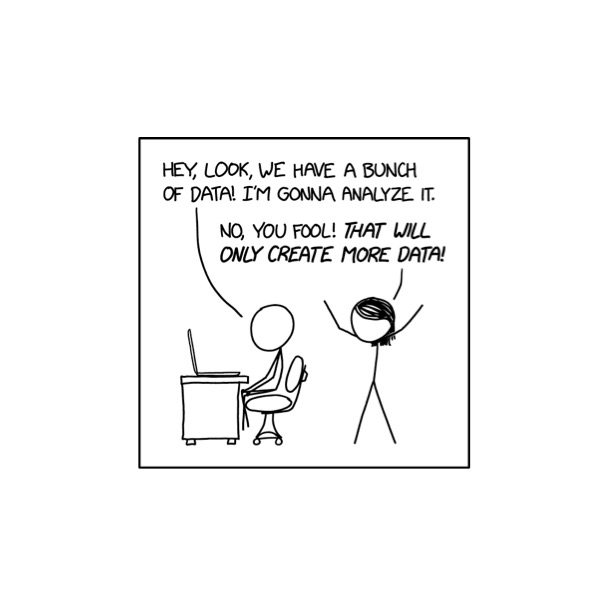 HEY, LOOK, WE HAVE A BUNCH
OF DATA! I'M GONNA ANALYZE IT.
NO, YOU FOOL! THAT WILL
ONLY CREATE MORE DATA!